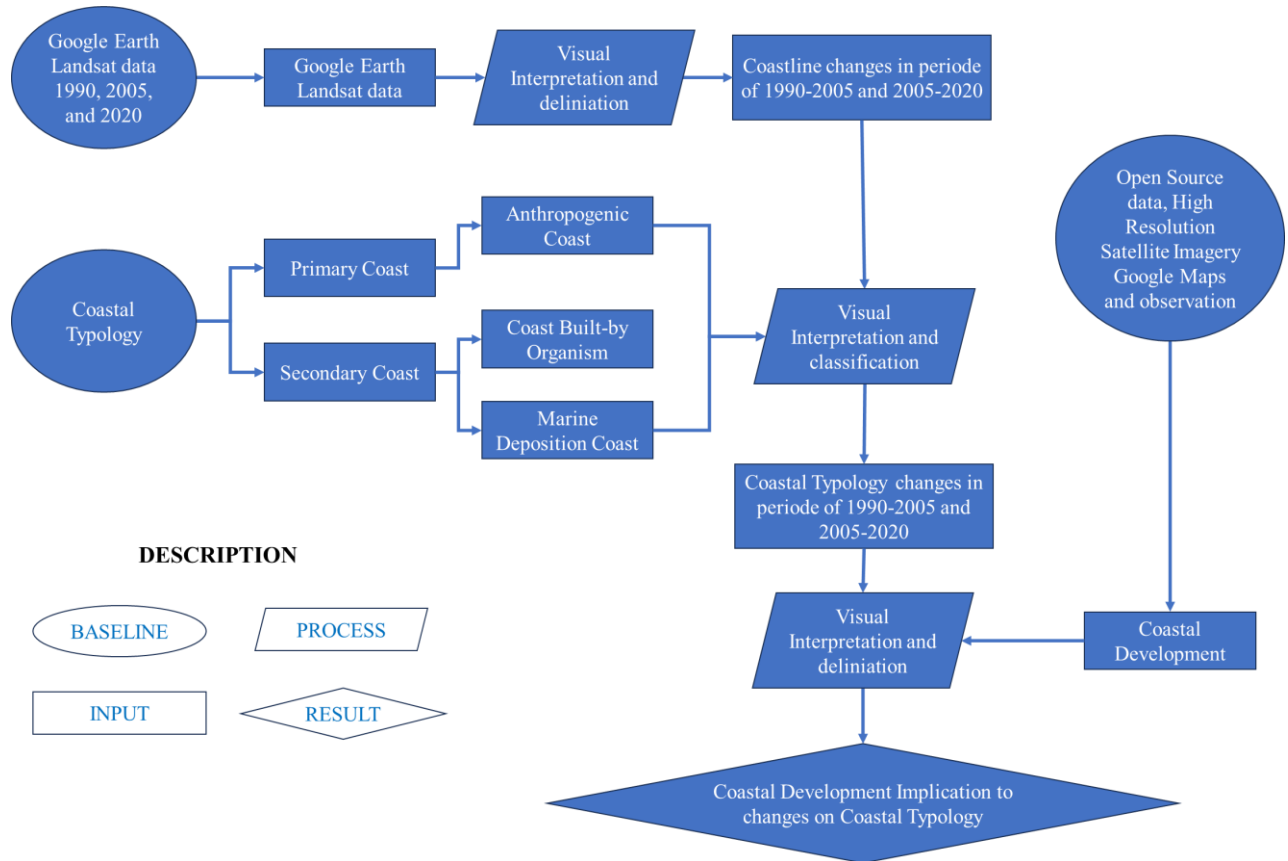 Google Earth
Landsat data
1990, 2005,
and 2020
Google Earth
Landsat data
Visual
Interpretation and
deliniation
Coastline changes in periode
of 1990-2005 and 2005-2020
Open Source
data, High
Resolution
Satellite Imagery
Google Maps
and observation
Coastal
Typology
Primary Coast
Secondary Coast
Anthropogenic
Coast
Coast Built-by
Organism
Marine
Deposition Coast
Visual
Interpretation and
classification
Coastal Typology changes in
periode of 1990-2005 and
2005-2020
Visual
Interpretation and
deliniation
Coastal
Development
Coastal Development Implication to
changes on Coastal Typology
DESCRIPTION
BASELINE
PROCESS
INPUT
RESULT